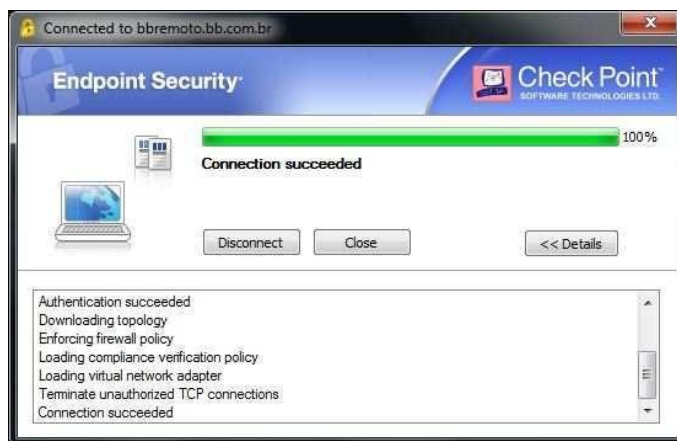 Connected to bbremoto.bb.com.br
Endpoint Security
Check Point
SOFTWARE TECHNOLOGIES LTD.
100%
Connection succeeded
Disconnect
Close
<< Details
Authentication succeeded
Downloading topology
Enforcing firewall policy
Loading compliance verification policy
Loading virtual network adapter
Terminate unauthorized TCP connections
Connection succeeded